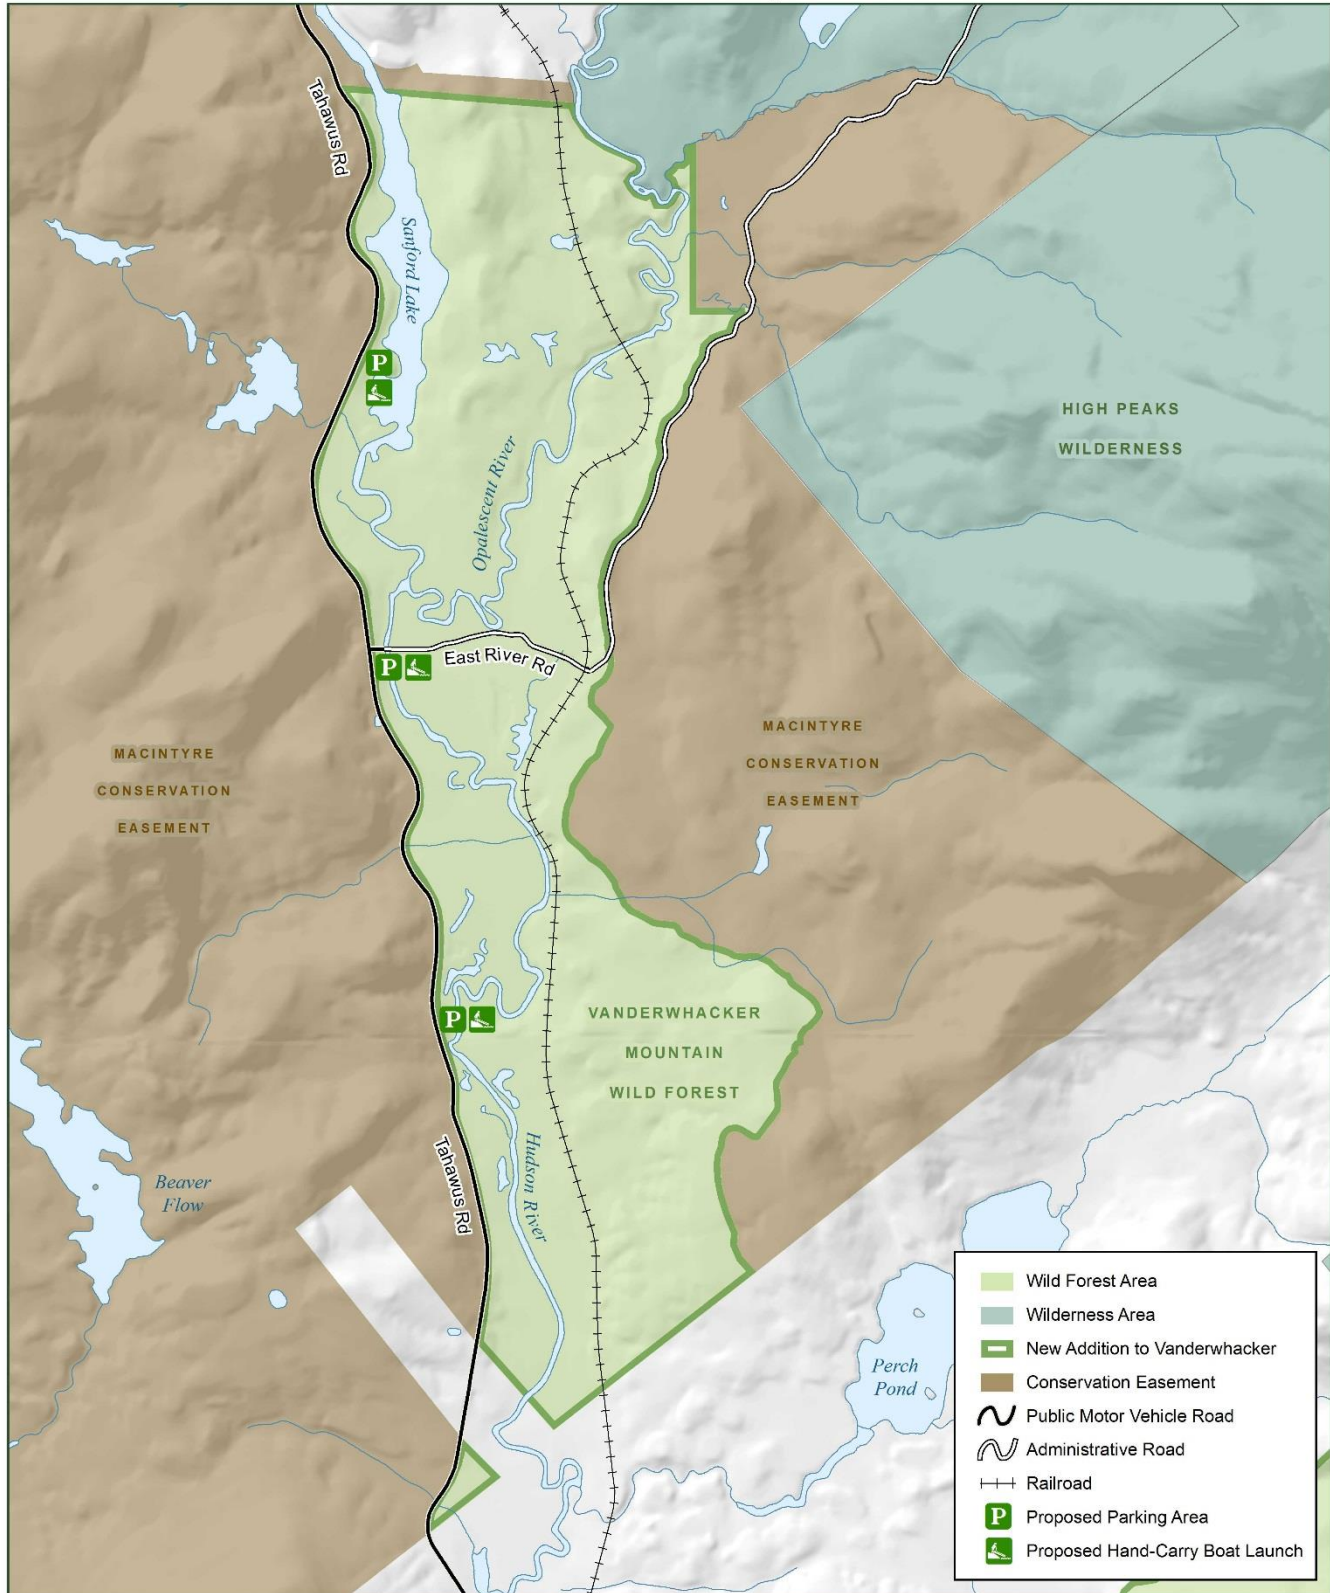 Tahawus Rd
Sanford Lake
HIGH PEAKS
WILDERNESS
Opalescent River
East River Rd
MACINTYRE
CONSERVATION
EASEMENT
MACINTYRE
CONSERVATION
EASEMENT
P
P
P
VANDERWHACKER
MOUNTAIN
WILD FOREST
Tahawus Rd
Hudson River
Beaver
Flow
Perch
Pond
Wild Forest Area
Wilderness Area
New Addition to Vanderwhacker
Conservation Easement
Public Motor Vehicle Road
Administrative Road
Railroad
P Proposed Parking Area
Proposed Hand-Carry Boat Launch